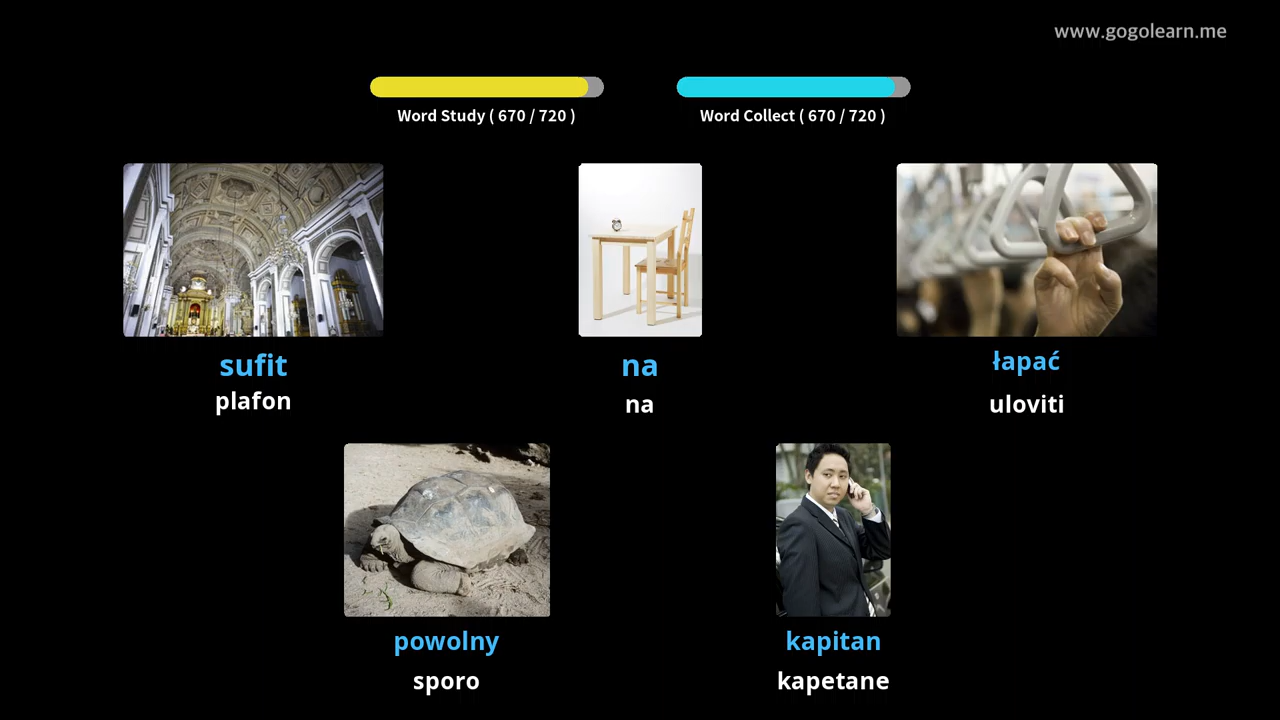 www.gogolearn.me
Word Study ( 670 / 720 )
Word Collect ( 670 / 720 )
sufit
plafon
na
na
łapać
uloviti
powolny
sporo
kapitan
kapetane